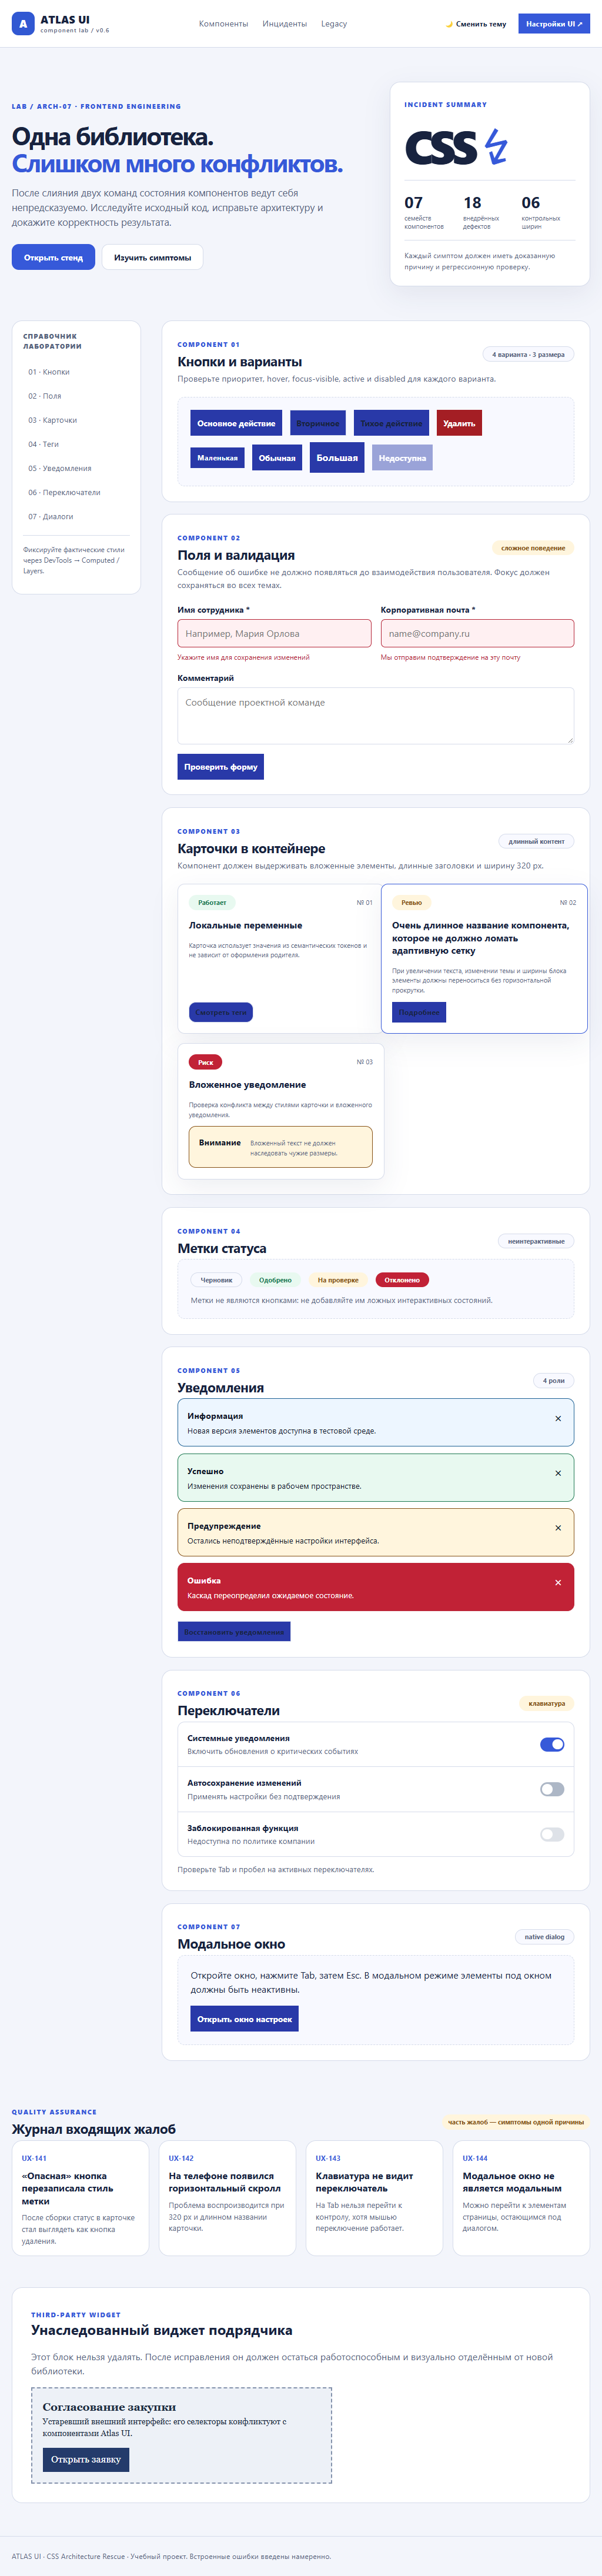 A
ATLAS UI
component lab / v0.6
Компоненты
Инциденты
Legacy
Сменить тему
Настройки UI ↗
LAB / ARCH-07 · FRONTEND ENGINEERING
Одна библиотека.
Слишком много конфликтов.
После слияния двух команд состояния компонентов ведут себя
непредсказуемо. Исследуйте исходный код, исправьте архитектуру и
докажите корректность результата.
Открыть стенд
Изучить симптомы
INCIDENT SUMMARY
CSS
07
18
06
семейств
компонентов
внедрённых
дефектов
контрольных
ширин
Каждый симптом должен иметь доказанную
причину и регрессионную проверку.
СПРАВОЧНИК
ЛАБОРАТОРИИ
01 · Кнопки
02 · Поля
03 · Карточки
04 · Теги
05 · Уведомления
06 · Переключатели
07 · Диалоги
Фиксируйте фактические стили
через DevTools → Computed /
Layers.
COMPONENT 01
Кнопки и варианты
4 варианта · 3 размера
Проверьте приоритет, hover, focus-visible, active и disabled для каждого варианта.
Основное действие
Вторичное
Тихое действие
Удалить
Маленькая
Обычная
Большая
Недоступна
COMPONENT 02
Поля и валидация
сложное поведение
Сообщение об ошибке не должно появляться до взаимодействия пользователя. Фокус должен
сохраняться во всех темах.
Имя сотрудника *
Корпоративная почта *
Например, Мария Орлова
name@company.ru
Укажите имя для сохранения изменений
Мы отправим подтверждение на эту почту
Комментарий
Сообщение проектной команде
Проверить форму
COMPONENT 03
Карточки в контейнере
длинный контент
Компонент должен выдерживать вложенные элементы, длинные заголовки и ширину 320 px.
Работает
№ 01
Локальные переменные
Карточка использует значения из семантических токенов и
не зависит от оформления родителя.
Смотреть теги
Ревью
№ 02
Очень длинное название компонента,
которое не должно ломать
адаптивную сетку
При увеличении текста, изменении темы и ширины блока
элементы должны переноситься без горизонтальной
прокрутки.
Подробнее
Риск
№ 03
Вложенное уведомление
Проверка конфликта между стилями карточки и вложенного
уведомления.
Внимание
Вложенный текст не должен
наследовать чужие размеры.
COMPONENT 04
Метки статуса
неинтерактивные
Черновик
Одобрено
На проверке
Отклонено
Метки не являются кнопками: не добавляйте им ложных интерактивных состояний.
COMPONENT 05
Уведомления
4 роли
Информация
Новая версия элементов доступна в тестовой среде.
×
Успешно
Изменения сохранены в рабочем пространстве.
×
Предупреждение
Остались неподтверждённые настройки интерфейса.
×
Ошибка
Каскад переопределил ожидаемое состояние.
×
Восстановить уведомления
COMPONENT 06
Переключатели
клавиатура
Системные уведомления
Включить обновления о критических событиях
Автосохранение изменений
Применять настройки без подтверждения
Заблокированная функция
Недоступна по политике компании
Проверьте Tab и пробел на активных переключателях.
COMPONENT 07
Модальное окно
native dialog
Откройте окно, нажмите Tab, затем Esc. В модальном режиме элементы под окном
должны быть неактивны.
Открыть окно настроек
QUALITY ASSURANCE
Журнал входящих жалоб
часть жалоб — симптомы одной причины
UX-141
«Опасная» кнопка
перезаписала стиль
метки
После сборки статус в карточке
стал выглядеть как кнопка
удаления.
UX-142
На телефоне появился
горизонтальный скролл
Проблема воспроизводится при
320 px и длинном названии
карточки.
UX-143
Клавиатура не видит
переключатель
На Tab нельзя перейти к
контролу, хотя мышью
переключение работает.
UX-144
Модальное окно не
является модальным
Можно перейти к элементам
страницы, оставшимся под
диалогом.
THIRD-PARTY WIDGET
Унаследованный виджет подрядчика
Этот блок нельзя удалять. После исправления он должен остаться работоспособным и визуально отделённым от новой
библиотеки.
Согласование закупки
Устаревший внешний интерфейс: его селекторы конфликтуют с
компонентами Atlas UI.
Открыть заявку
ATLAS UI · CSS Architecture Rescue · Учебный проект. Встроенные ошибки введены намеренно.